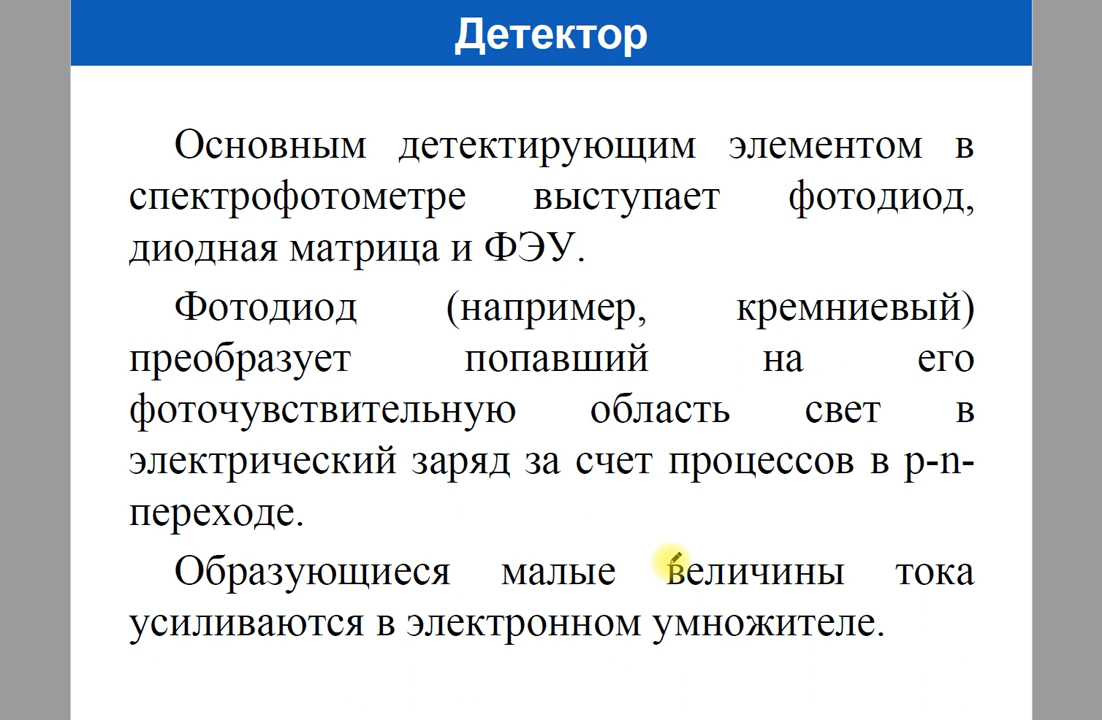 Детектор
Основным детектирующим элементом в
спектрофотометре выступает фотодиод,
диодная матрица и ФЭУ.
Фотодиод (например, кремниевый)
преобразует попавший на его
фоточувствительную область свет в
электрический заряд за счет процессов в p-n-
переходе.
Образующиеся малые величины тока
усиливаются в электронном умножителе.